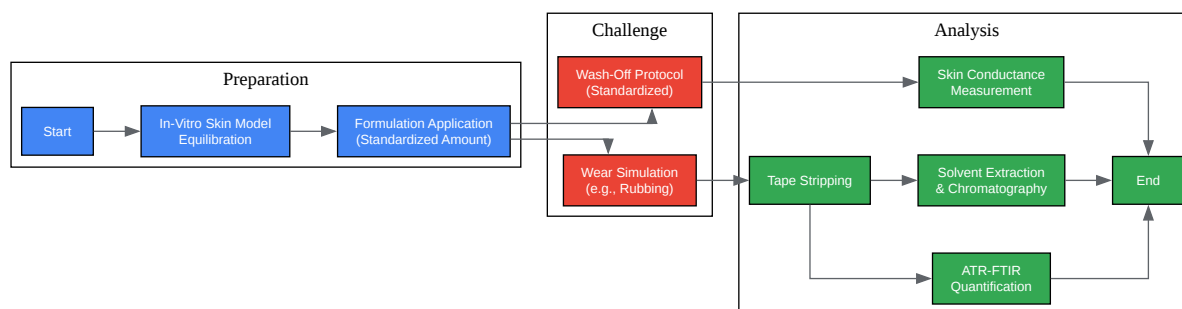 Preparation
Start
In-Vitro Skin Model
Equilibration
Formulation Application
(Standardized Amount)
Challenge
Wash-Off Protocol
(Standardized)
Wear Simulation
(e.g., Rubbing)
Analysis
Skin Conductance
Measurement
Tape Stripping
Solvent Extraction
& Chromatography
End
ATR-FTIR
Quantification